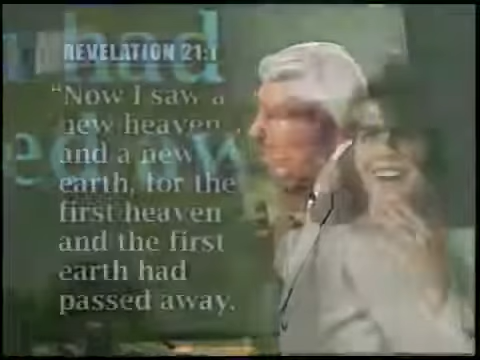 REVELATION 21:1
"Now I saw a
new heaven
and a new
earth, for the
first heaven
and the first
earth had
passed away.
had